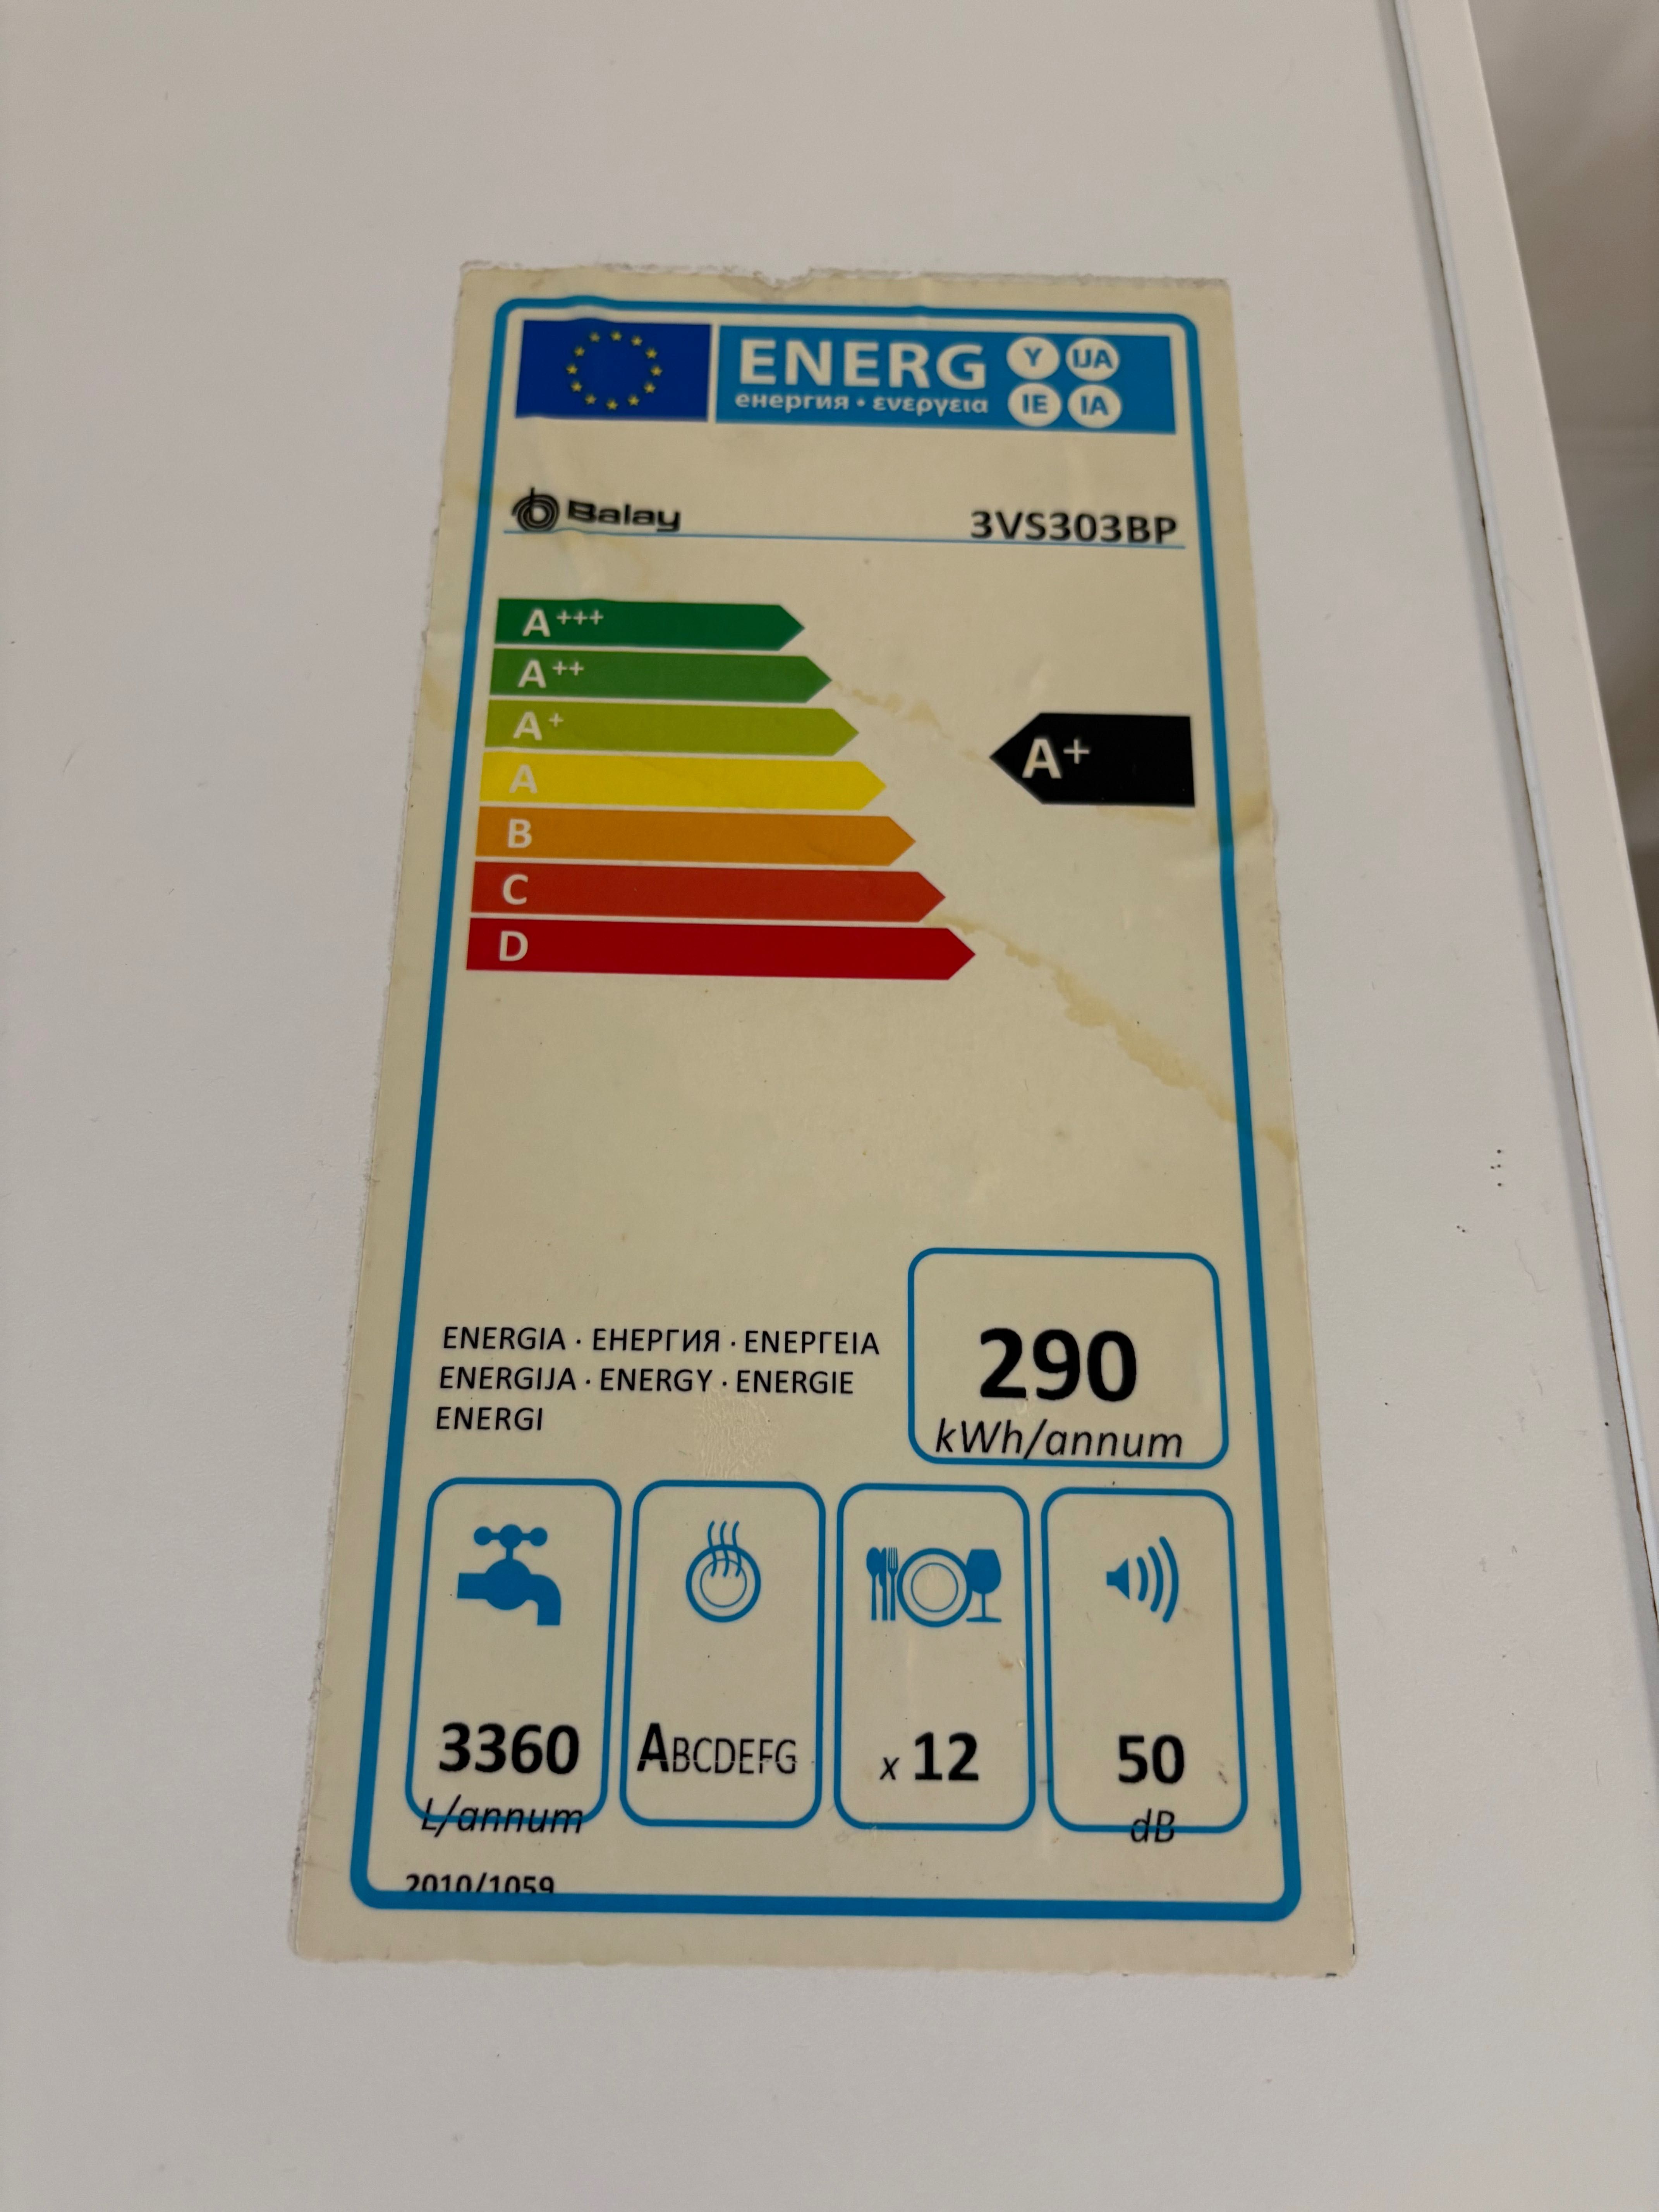 ENERG Y IJA
енергия · ενεργεια IE IA
Balay 3VS303BP
A+++
A++
A+
A+
A
B
C
D
ENERGIA · ЕНЕРГИЯ · ΕΝΕΡΓΕΙΑ
ENERGIJA · ENERGY · ENERGIE
ENERGI
290
kWh/annum
3360
L/annum
ABCDEFG
x 12
50
dB
2010/1059